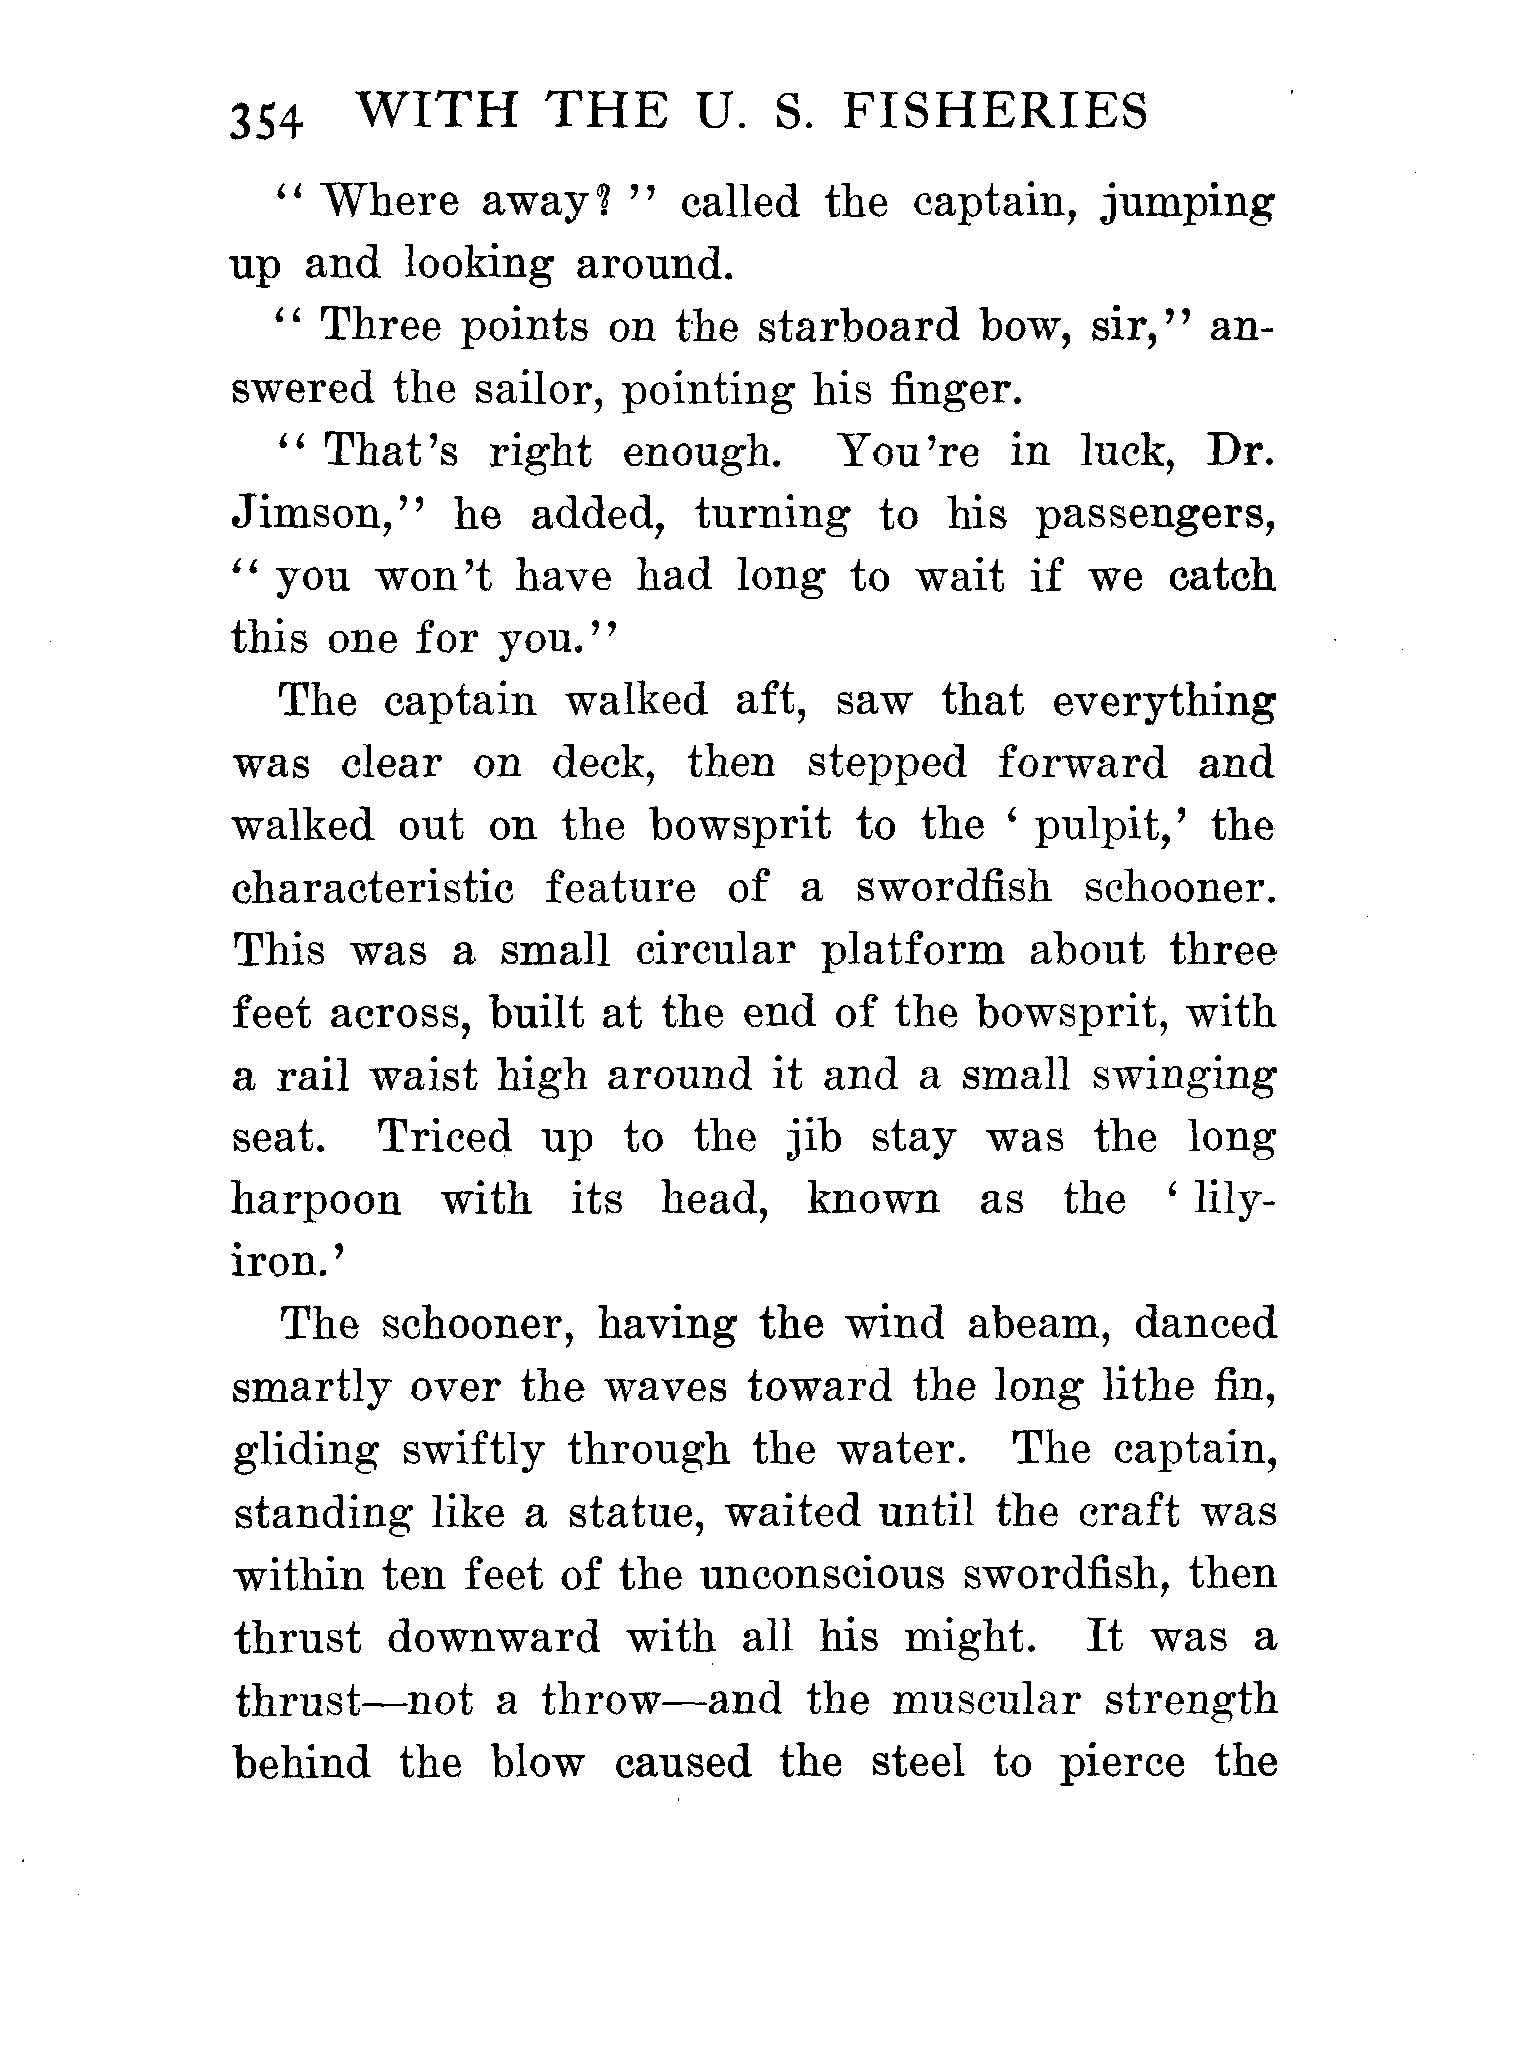 354 WITH THE U. S. FISHERIES
“ Where away? ” called the captain, jumping
up and looking around.
“ Three points on the starboard bow, sir,” an-
swered the sailor, pointing his finger.
“ That’s right enough. You’re in luck, Dr.
Jimson,” he added, turning to his passengers,
“ you won’t have had long to wait if we catch
this one for you.”
The captain walked aft, saw that everything
was clear on deck, then stepped forward and
walked out on the bowsprit to the ‘ pulpit,’ the
characteristic feature of a swordfish schooner.
This was a small circular platform about three
feet across, built at the end of the bowsprit, with
a rail waist high around it and a small swinging
seat. Triced up to the jib stay was the long
harpoon with its head, known as the ‘ lily-
iron.’
The schooner, having the wind abeam, danced
smartly over the waves toward the long lithe fin,
gliding swiftly through the water. The captain,
standing like a statue, waited until the craft was
within ten feet of the unconscious swordfish, then
thrust downward with all his might. It was a
thrust—not a throw—and the muscular strength
behind the blow caused the steel to pierce the